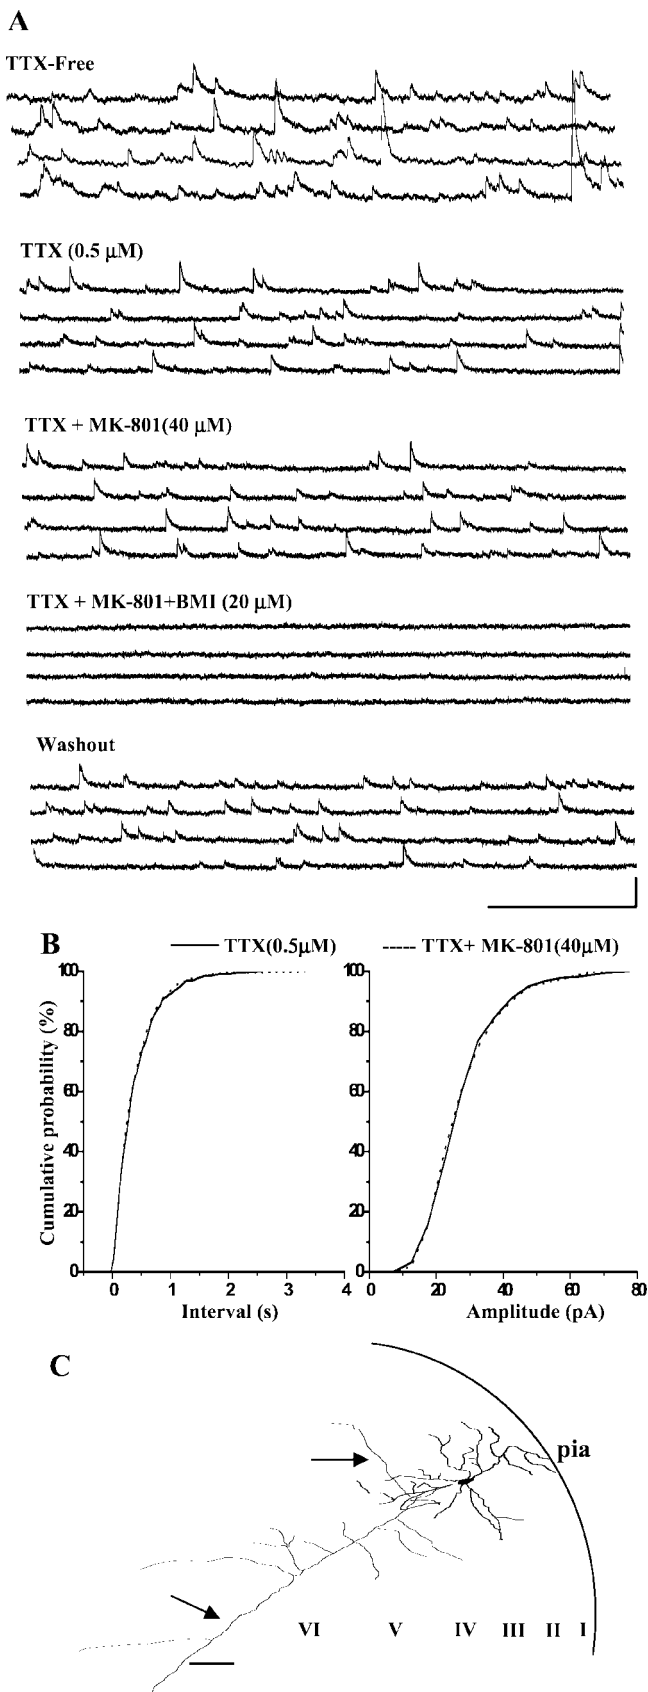 A
TTX-Free
TTX (0.5 μM)
TTX + MK-801(40 μM)
TTX + MK-801+BMI (20 μM)
Washout
B
TTX(0.5μM) TTX+ MK-801(40μM)
100 100
80 80
60 60
40 40
20 20
0 0
Cumulative probability (%)
0 1 2 3 4 0 20 40 60 80
Interval (s) Amplitude (pA)
C
pia
VI V IV III II I